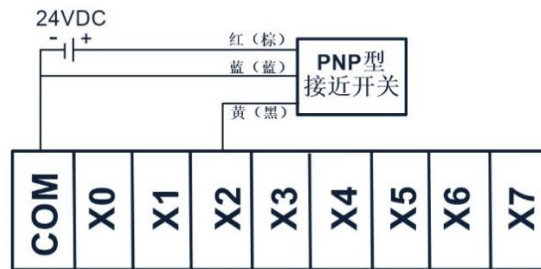 24VDC
- +
红（棕）
蓝（蓝）
黄（黑）
PNP型
接近开关
COM X0 X1 X2 X3 X4 X5 X6 X7